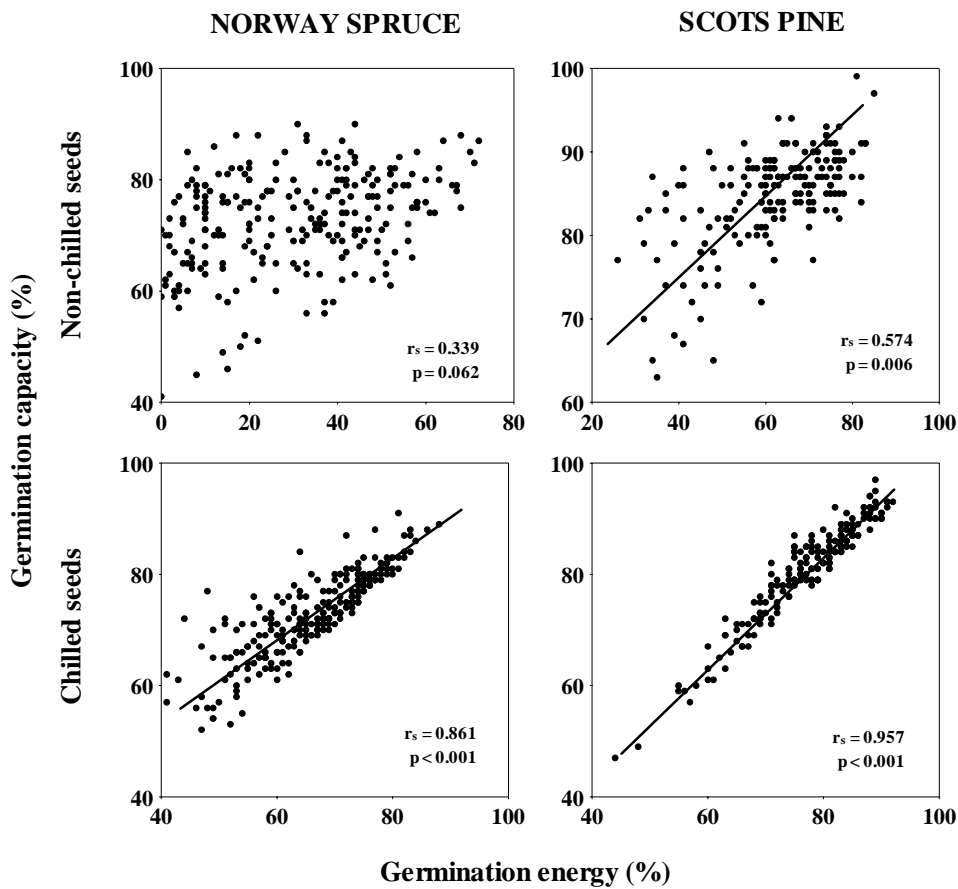 NORWAY SPRUCE
SCOTS PINE
Germination capacity (%)
Non-chilled seeds
100
80
60
40
0
20
40
60
80
rs = 0.339
p = 0.062
100
90
80
70
60
20
40
60
80
100
rs = 0.574
p = 0.006
Chilled seeds
100
80
60
40
40
60
80
100
rs = 0.861
p < 0.001
100
80
60
40
40
60
80
100
rs = 0.957
p < 0.001
Germination energy (%)